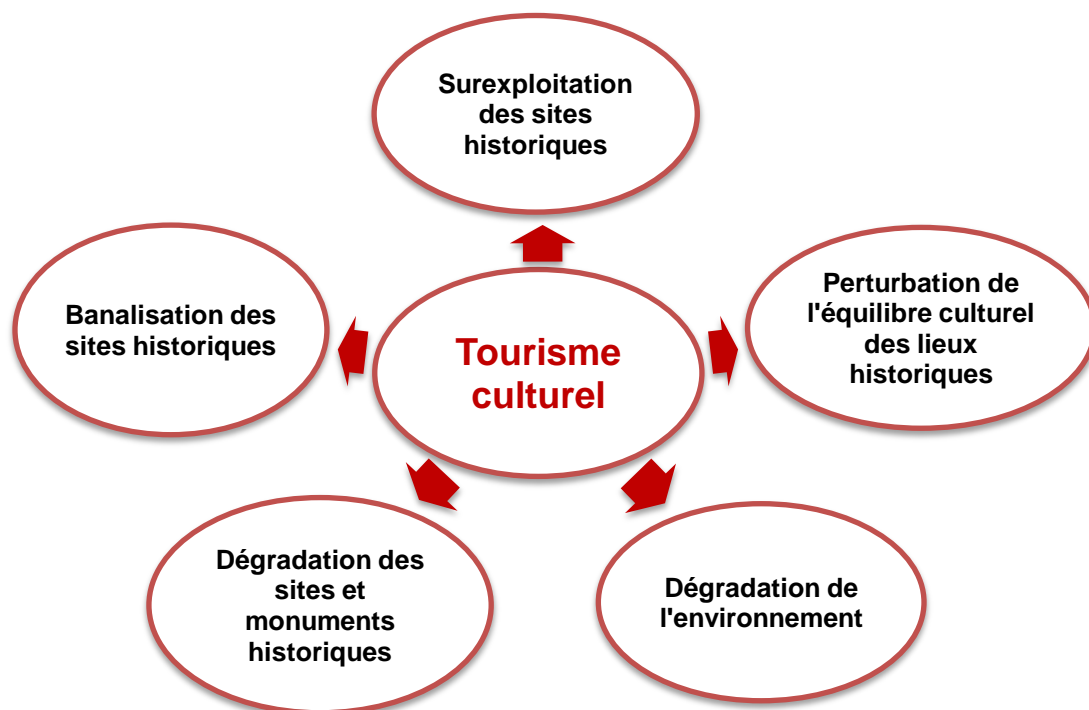 Surexploitation
des sites
historiques
Banalisation des
sites historiques
Tourisme
culturel
Perturbation de
l'équilibre culturel
des lieux
historiques
Dégradation des
sites et
monuments
historiques
Dégradation de
l'environnement